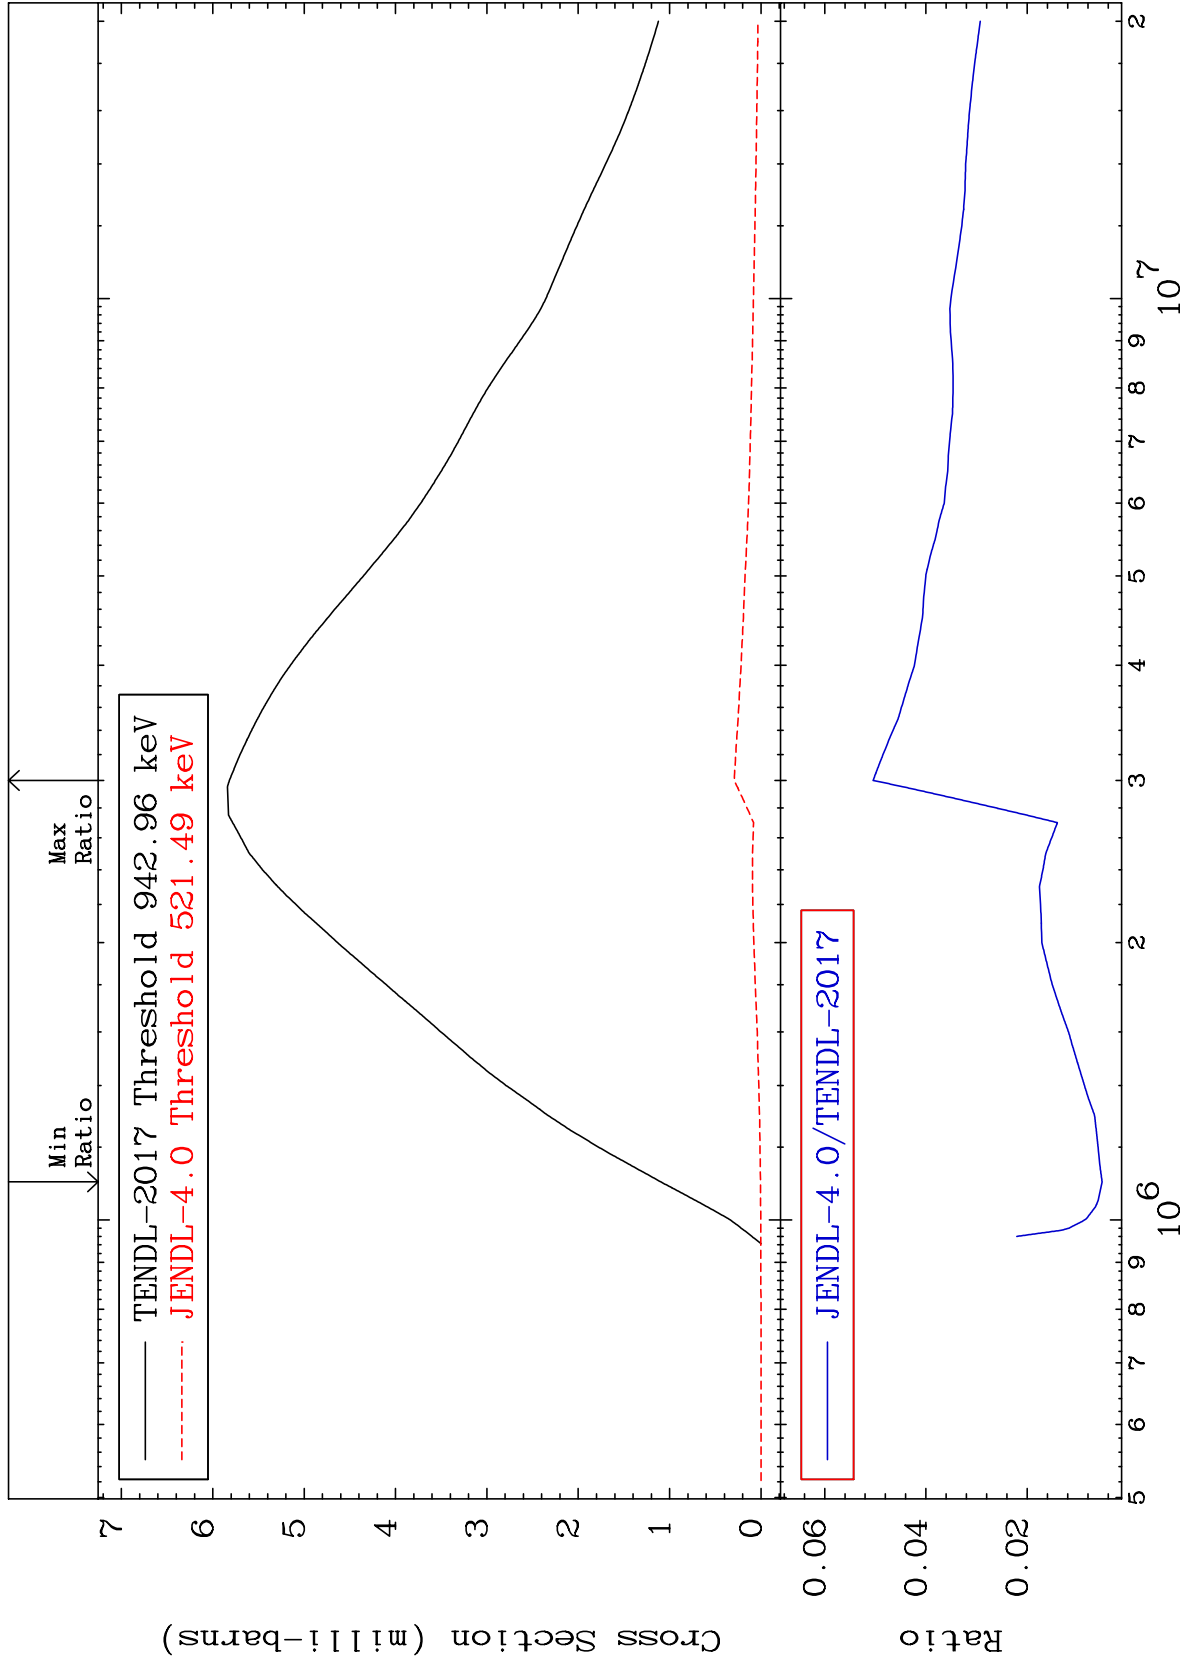 Min
Ratio
Max
Ratio
TENDL-2017 Threshold 942.96 keV
JENDL-4.0 Threshold 521.49 keV
7
6
5
4
3
2
1
0
Cross Section (milli-barns)
JENDL-4.0/TENDL-2017
0.06
0.04
0.02
Ratio
5 6 7 8 9 2 3 4 5 6 7 8 9 2
10^6 10^7